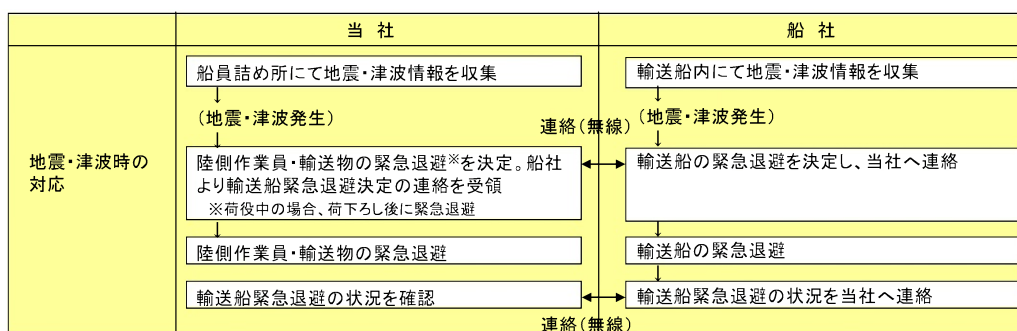 当 社
船 社
地震・津波時の
対応
船員詰め所にて地震・津波情報を収集
(地震・津波発生)
陸側作業員・輸送物の緊急退避※を決定。船社
より輸送船緊急退避決定の連絡を受領
※荷役中の場合、荷下ろし後に緊急退避
陸側作業員・輸送物の緊急退避
輸送船緊急退避の状況を確認
連絡(無線)
連絡(無線)
輸送船内にて地震・津波情報を収集
(地震・津波発生)
輸送船の緊急退避を決定し、当社へ連絡
輸送船の緊急退避
輸送船緊急退避の状況を当社へ連絡